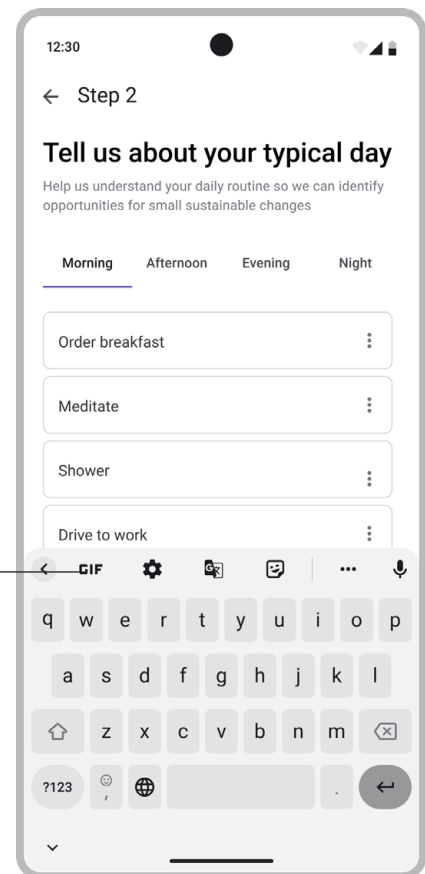 12:30
Step 2
Tell us about your typical day
Help us understand your daily routine so we can identify
opportunities for small sustainable changes
Morning Afternoon Evening Night
Order breakfast
Meditate
Shower
Drive to work
GIF
q w e r t y u i o p
a s d f g h j k l
z x c v b n m
?123 , .